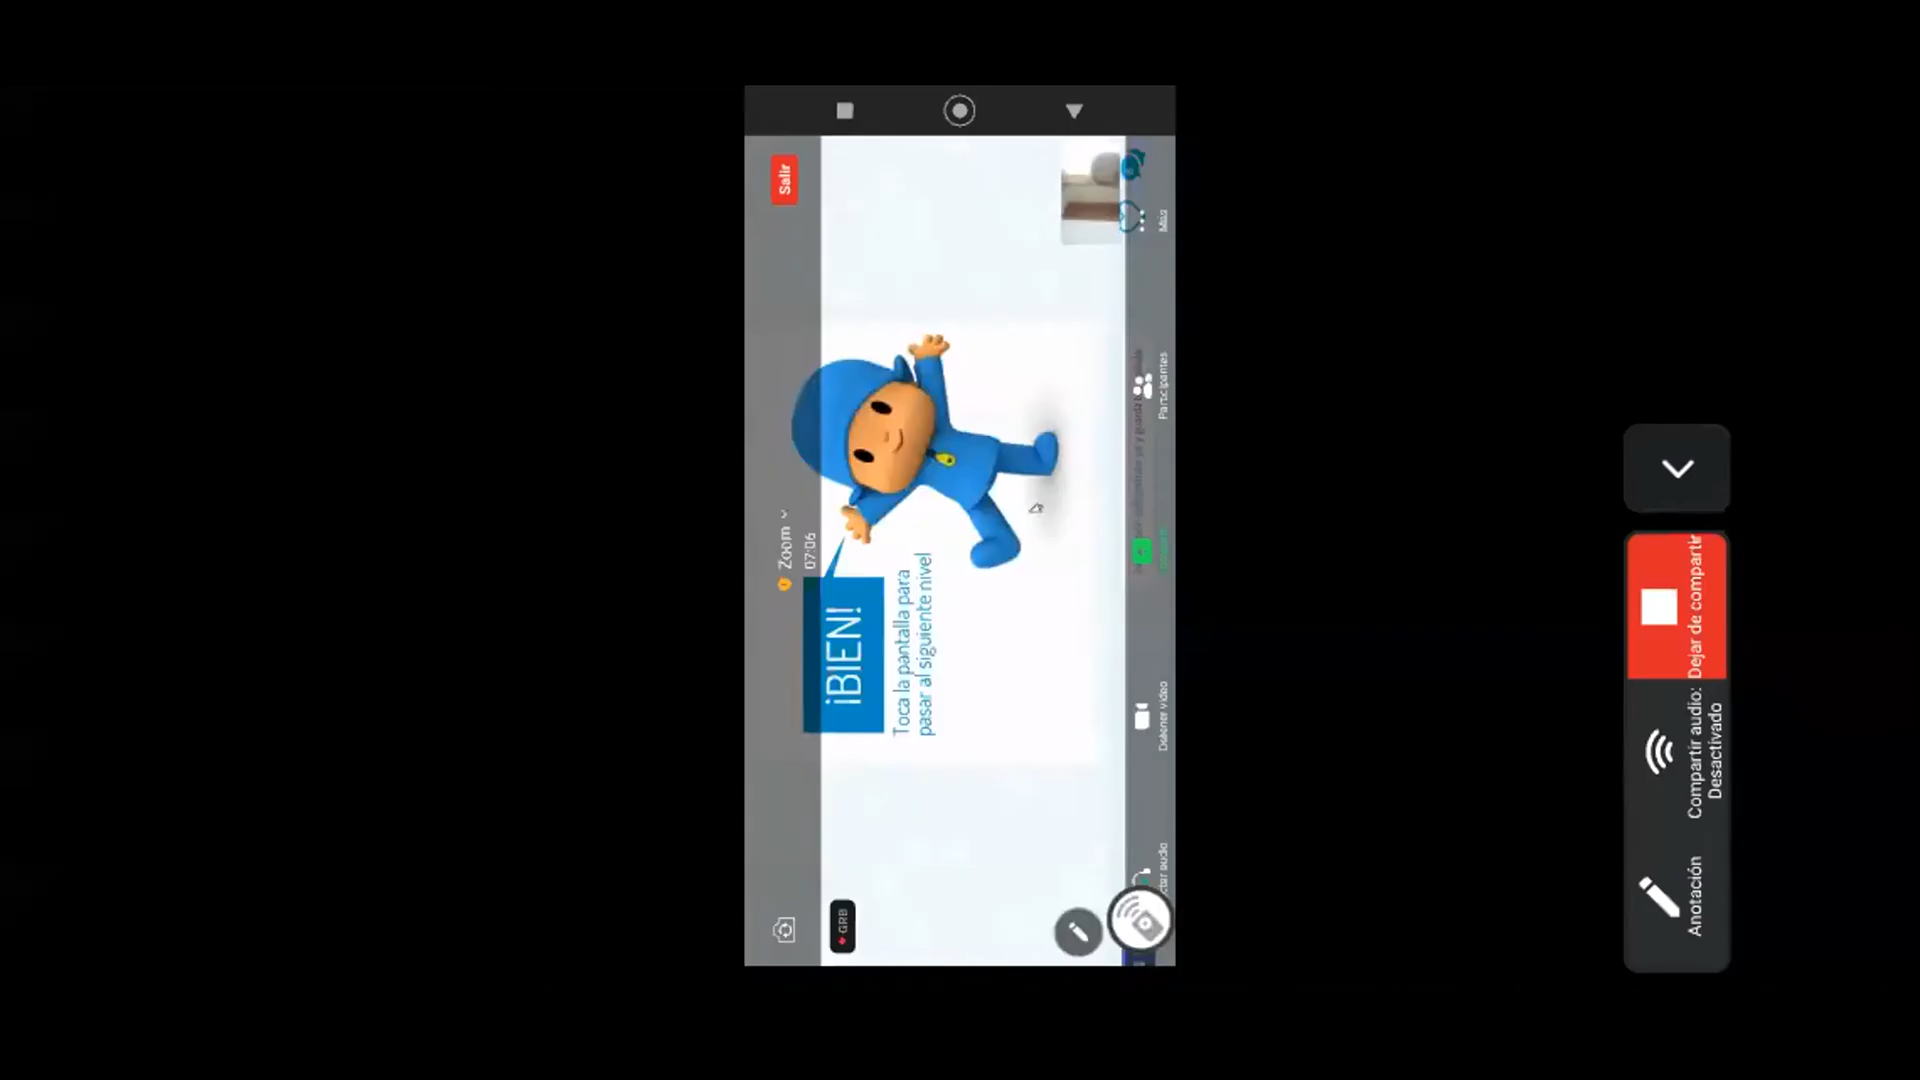 Zoom
07:06
Salir
¡BIEN!
Toca la pantalla para
pasar al siguiente nivel
GRB
Detener video
Participantes
Más
Anotación
Compartir audio:
Desactivado
Dejar de compartir